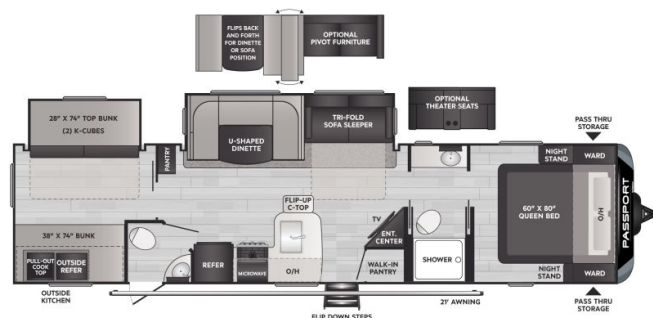 FLIPS BACK
AND FORTH
FOR DINETTE
OR SOFA
POSITION
OPTIONAL
PIVOT FURNITURE
28" X 74" TOP BUNK
(2) K-CUBES
PANTRY
U-SHAPED
DINETTE
TRI-FOLD
SOFA SLEEPER
OPTIONAL
THEATER SEATS
PASS THRU
STORAGE
NIGHT
STAND
WARD
60" X 80"
QUEEN BED
O/H
PASSPORT
FLIP-UP
C-TOP
TV
ENT.
CENTER
38" X 74" BUNK
PULL-OUT
COOK
TOP
OUTSIDE
REFER
REFER
MICROWAVE
O/H
WALK-IN
PANTRY
SHOWER
NIGHT
STAND
WARD
OUTSIDE
KITCHEN
21' AWNING
PASS THRU
STORAGE
FLIP DOWN STEPS